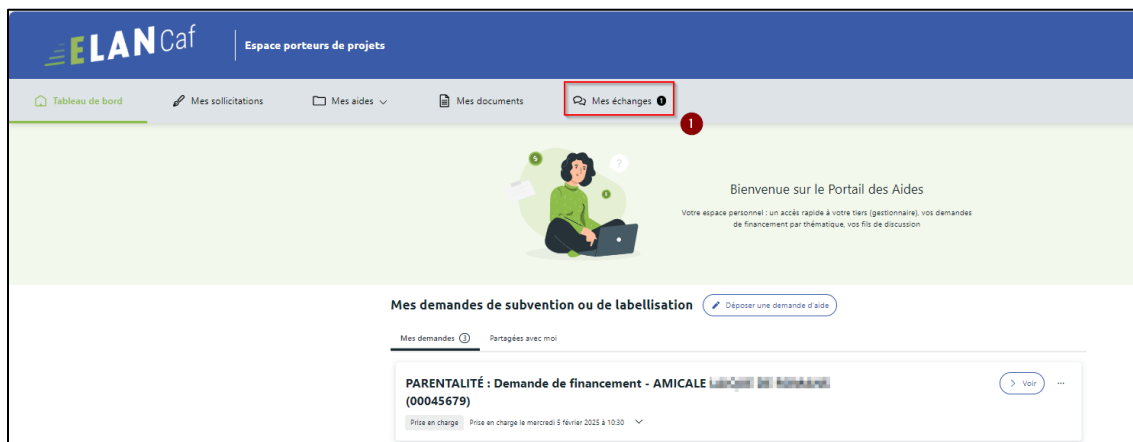 ELAN Caf
Espace porteurs de projets
Tableau de bord
Mes sollicitations
Mes aides
Mes documents
Mes échanges 1
1
$
?
Bienvenue sur le Portail des Aides
Votre espace personnel : un accès rapide à votre tiers (gestionnaire), vos demandes
de financement par thématique, vos fils de discussion
Mes demandes de subvention ou de labellisation
Déposer une demande d'aide
Mes demandes 3
Partagées avec moi
PARENTALITÉ : Demande de financement - AMICALE
(00045679)
Voir
...
Prise en charge
Prise en charge le mercredi 5 février 2025 à 10:30